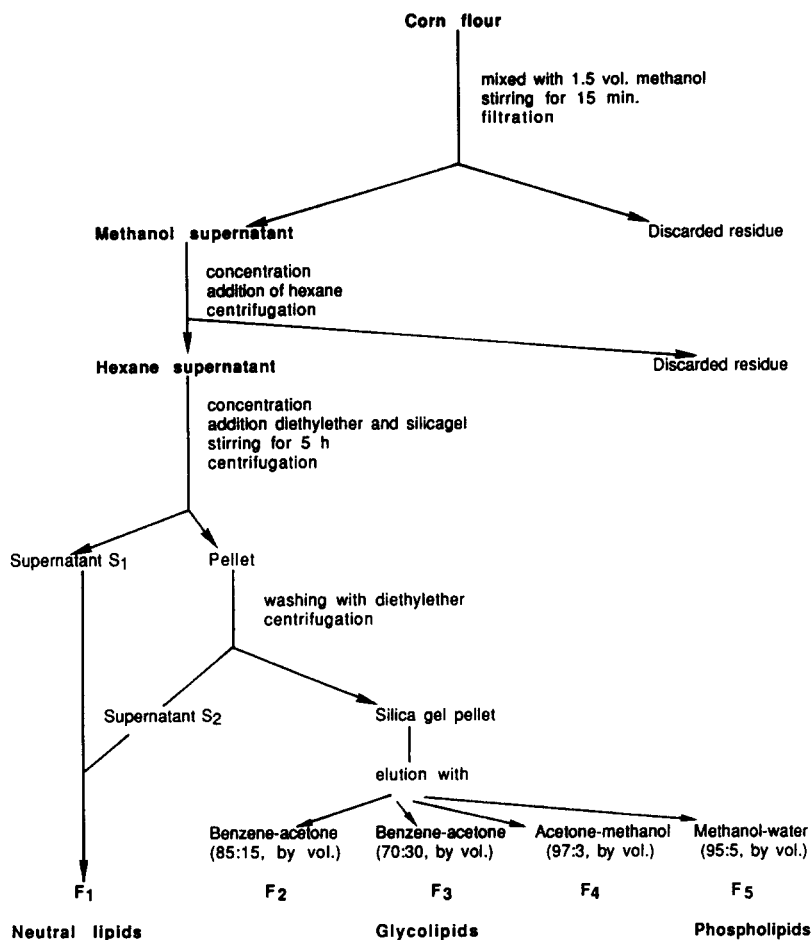 Corn flour
mixed with 1.5 vol. methanol
stirring for 15 min.
filtration
Methanol supernatant
Discarded residue
concentration
addition of hexane
centrifugation
Hexane supernatant
Discarded residue
concentration
addition diethylether and silicagel
stirring for 5 h
centrifugation
Supernatant S1
Pellet
washing with diethylether
centrifugation
Supernatant S2
Silica gel pellet
elution with
Benzene-acetone
(85:15, by vol.)
Benzene-acetone
(70:30, by vol.)
Acetone-methanol
(97:3, by vol.)
Methanol-water
(95:5, by vol.)
F1
F2
F3
F4
F5
Neutral lipids
Glycolipids
Phospholipids